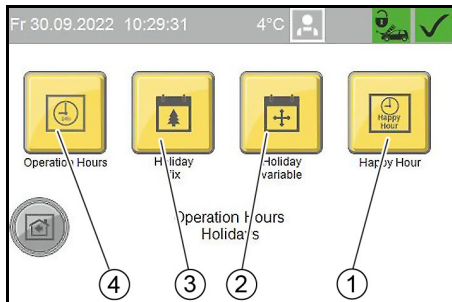 Fr 30.09.2022 10:29:31 4°C
Happy
Hour
Operation Hours
Holiday
fix
Holiday
variable
Happy Hour
Operation Hours
Holidays
4
3
2
1